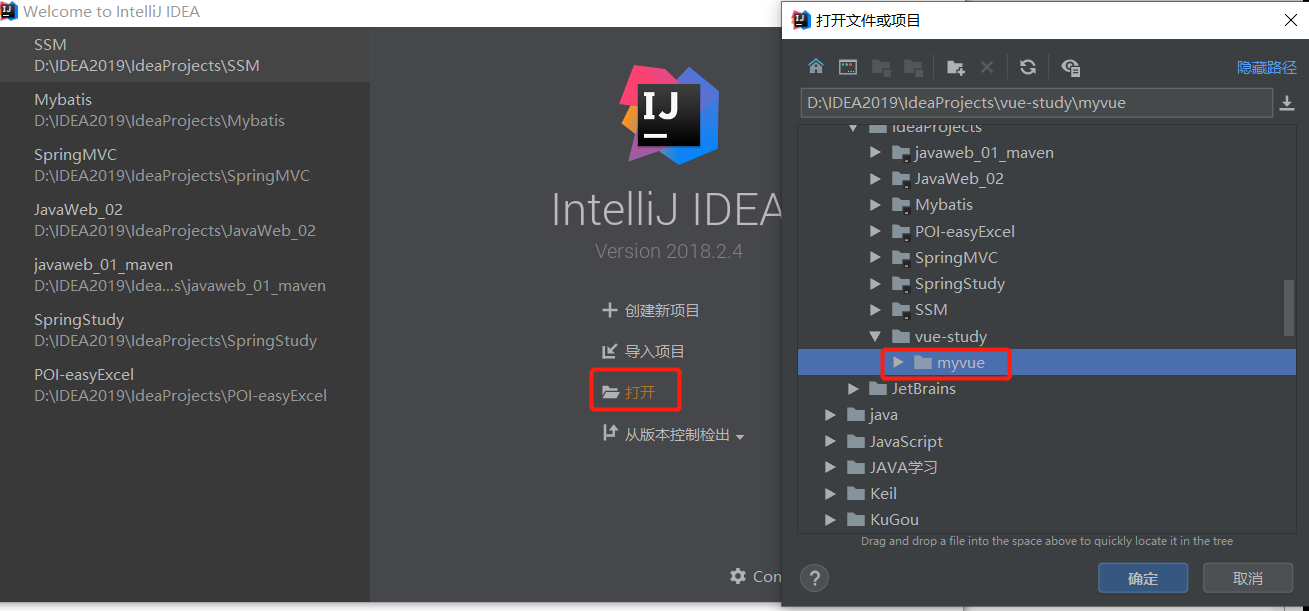 Welcome to IntelliJ IDEA
SSM
D:\IDEA2019\IdeaProjects\SSM
Mybatis
D:\IDEA2019\IdeaProjects\Mybatis
SpringMVC
D:\IDEA2019\IdeaProjects\SpringMVC
JavaWeb_02
D:\IDEA2019\IdeaProjects\JavaWeb_02
javaweb_01_maven
D:\IDEA2019\Idea...s\javaweb_01_maven
SpringStudy
D:\IDEA2019\IdeaProjects\SpringStudy
POI-easyExcel
D:\IDEA2019\IdeaProjects\POI-easyExcel
IJ
IntelliJ IDEA
Version 2018.2.4
创建新项目
导入项目
打开
从版本控制检出
Con
打开文件或项目
隐藏路径
D:\IDEA2019\IdeaProjects\vue-study\myvue
IdeaProjects
javaweb_01_maven
JavaWeb_02
Mybatis
POI-easyExcel
SpringMVC
SpringStudy
SSM
vue-study
myvue
JetBrains
java
JavaScript
JAVA学习
Keil
KuGou
Drag and drop a file into the space above to quickly locate it in the tree
?
确定
取消